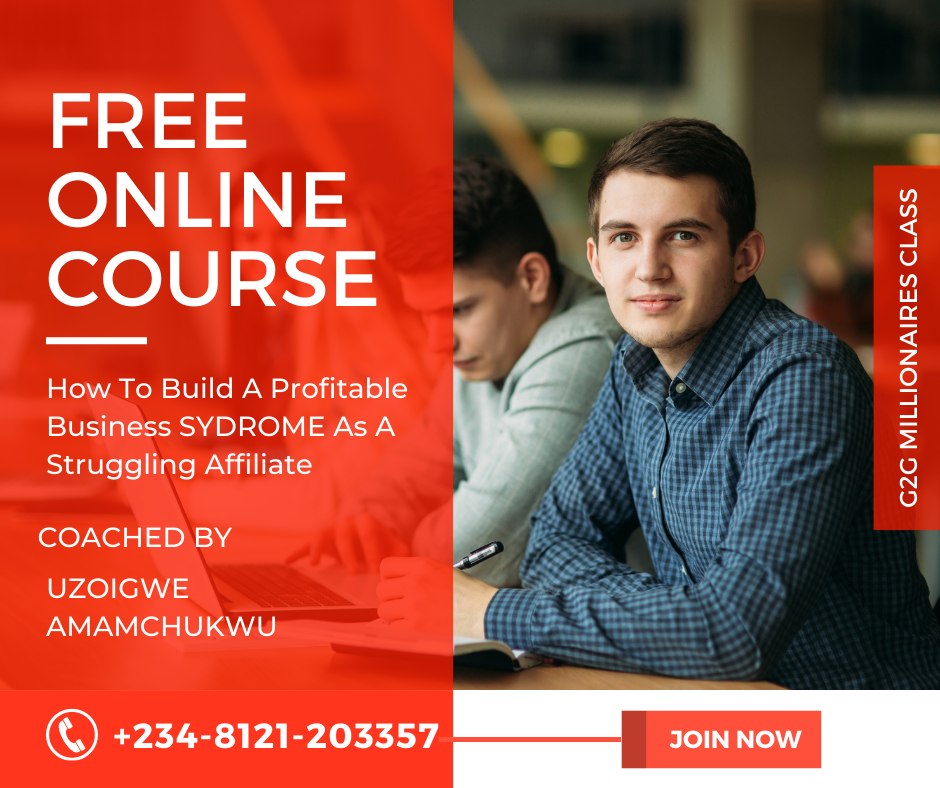 FREE
ONLINE
COURSE
How To Build A Profitable
Business SYDROME As A
Struggling Affiliate
COACHED BY
UZOIGWE
AMAMCHUKWU
+234-8121-203357
JOIN NOW
G2G MILLIONAIRES CLASS